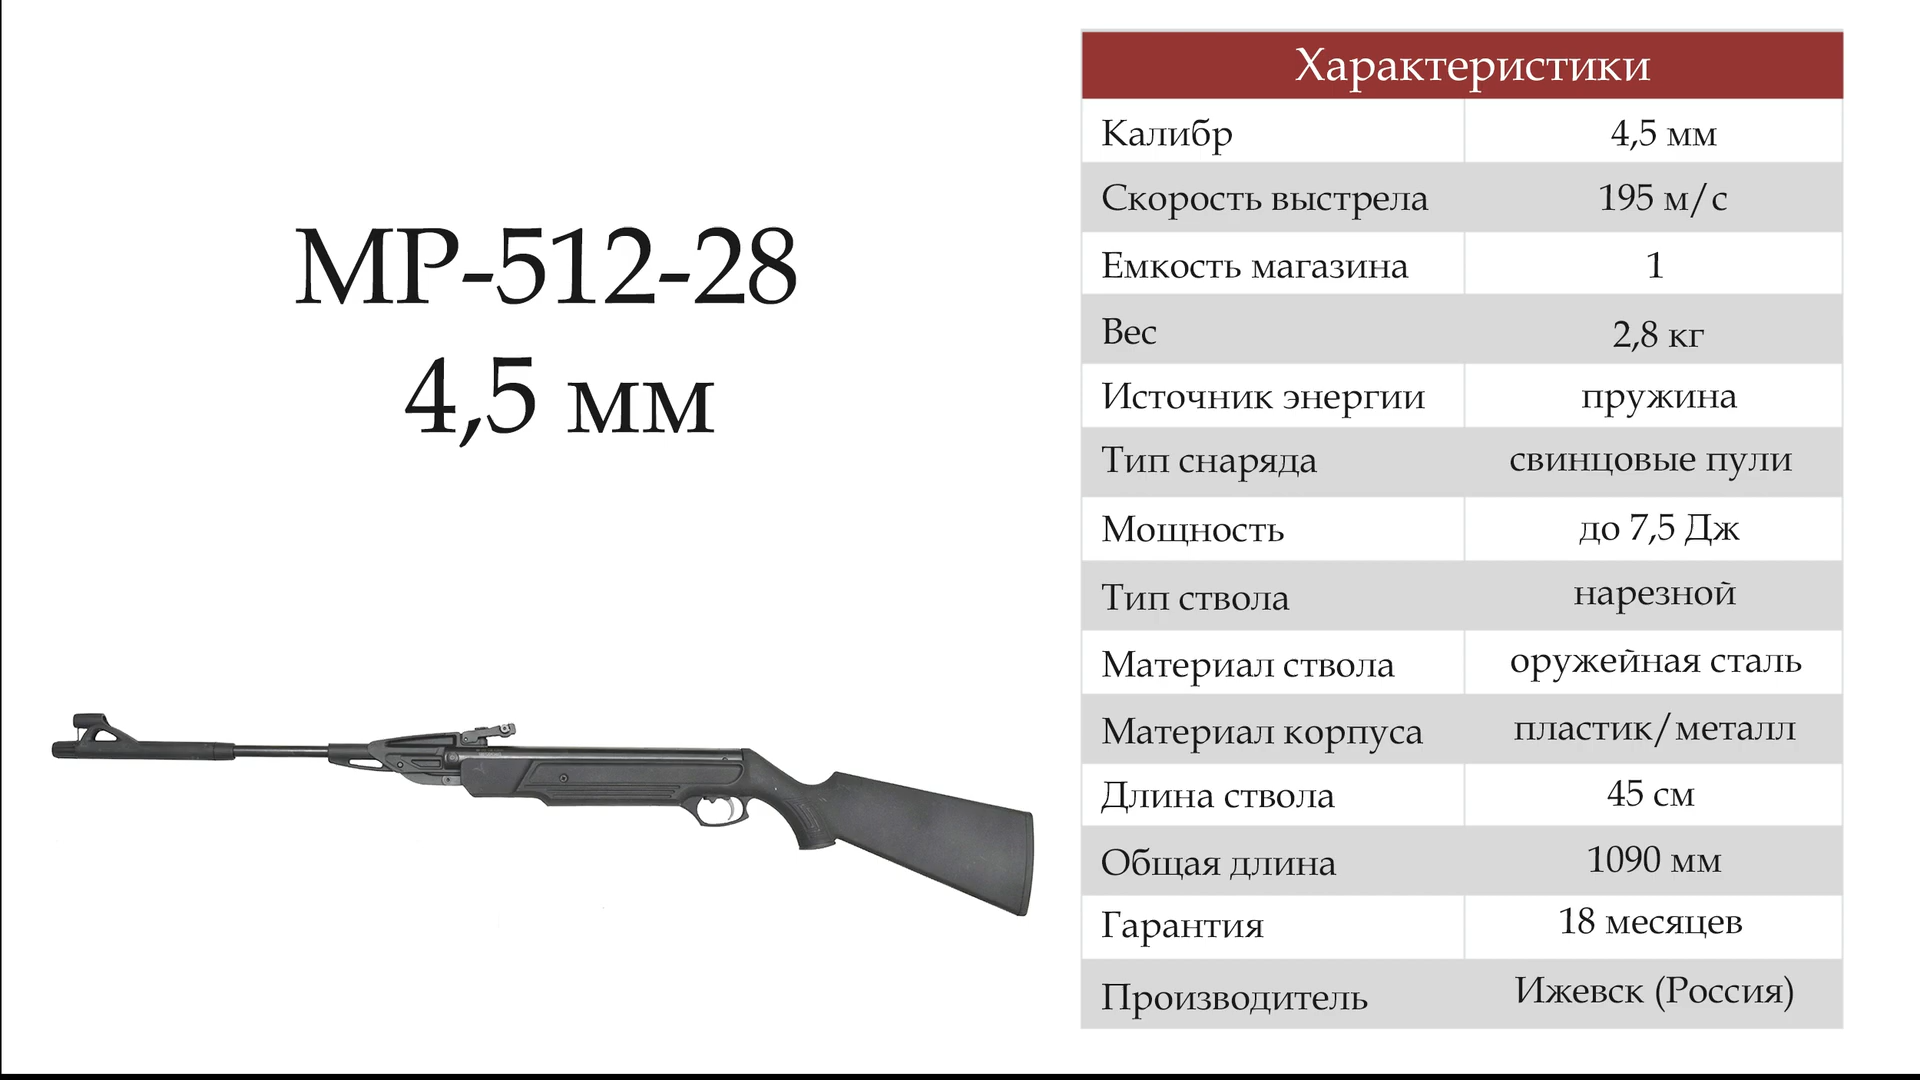 МР-512-28
4,5 мм
Характеристики
Калибр 4,5 мм
Скорость выстрела 195 м/с
Емкость магазина 1
Вес 2,8 кг
Источник энергии пружина
Тип снаряда свинцовые пули
Мощность до 7,5 Дж
Тип ствола нарезной
Материал ствола оружейная сталь
Материал корпуса пластик/металл
Длина ствола 45 см
Общая длина 1090 мм
Гарантия 18 месяцев
Производитель Ижевск (Россия)